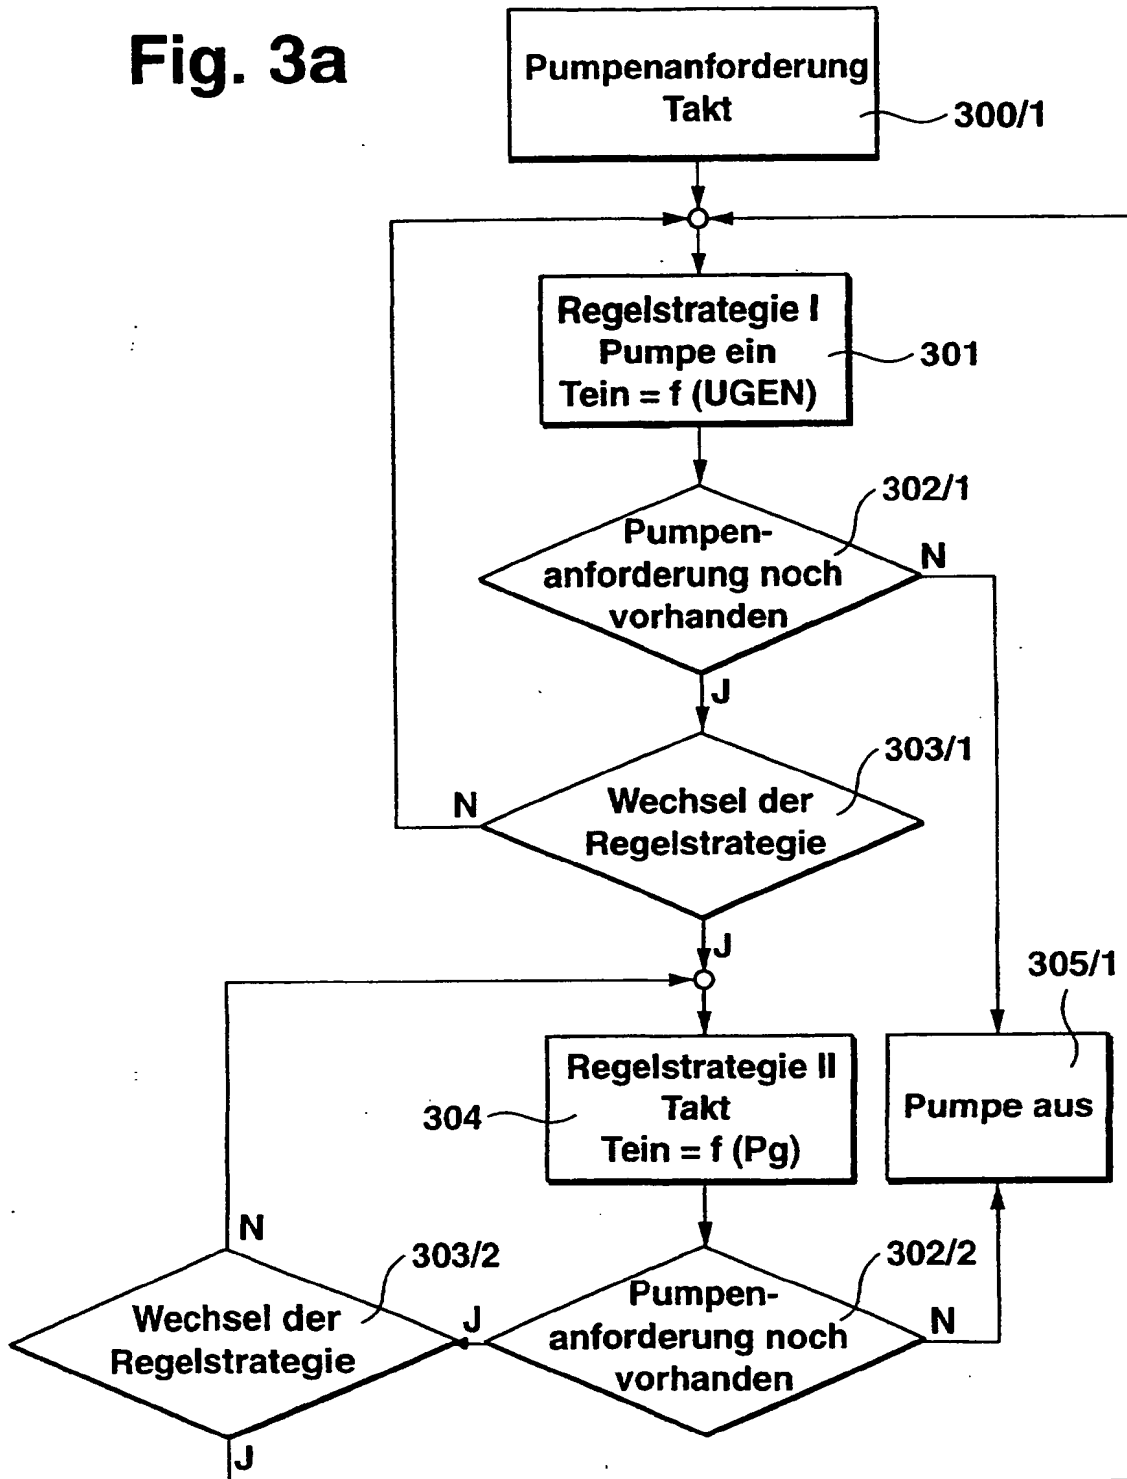 Fig. 3a
Pumpenanforderung
Takt
300/1
Regelstrategie I
Pumpe ein
Tein = f (UGEN)
301
302/1
Pumpen-
anforderung noch
vorhanden
N
J
303/1
N
Wechsel der
Regelstrategie
J
305/1
Regelstrategie II
Takt
Tein = f (Pg)
304
Pumpe aus
N
303/2
302/2
Wechsel der
Regelstrategie
J
Pumpen-
anforderung noch
vorhanden
N
J